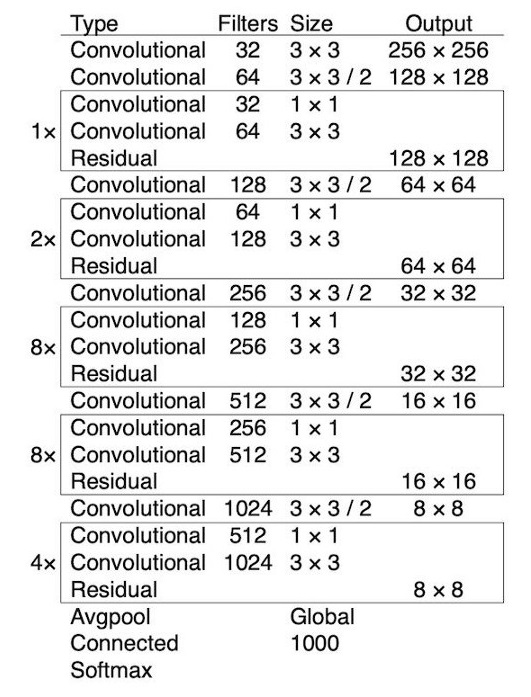 Type Filters Size Output
Convolutional 32 3 × 3 256 × 256
Convolutional 64 3 × 3 / 2 128 × 128
Convolutional 32 1 × 1
1× Convolutional 64 3 × 3
Residual 128 × 128
Convolutional 128 3 × 3 / 2 64 × 64
Convolutional 64 1 × 1
2× Convolutional 128 3 × 3
Residual 64 × 64
Convolutional 256 3 × 3 / 2 32 × 32
Convolutional 128 1 × 1
8× Convolutional 256 3 × 3
Residual 32 × 32
Convolutional 512 3 × 3 / 2 16 × 16
Convolutional 256 1 × 1
8× Convolutional 512 3 × 3
Residual 16 × 16
Convolutional 1024 3 × 3 / 2 8 × 8
Convolutional 512 1 × 1
4× Convolutional 1024 3 × 3
Residual 8 × 8
Avgpool Global
Connected 1000
Softmax